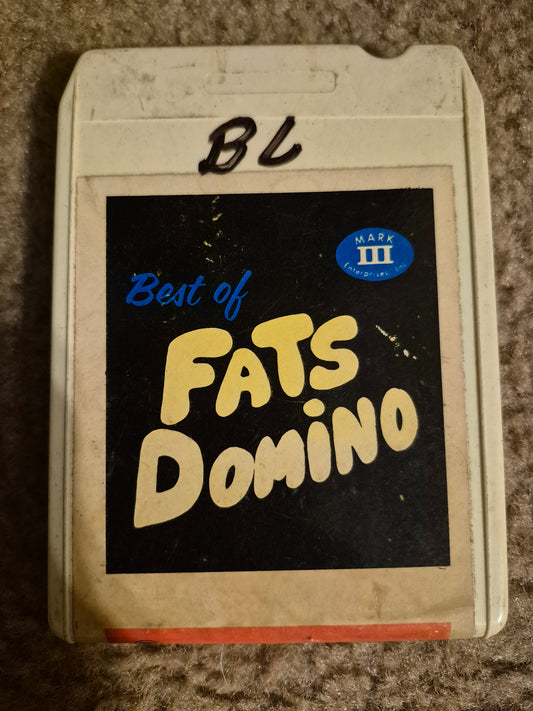 BL
MARK
III
Enterprises, Inc.
Best of
FATS
DOMiNO